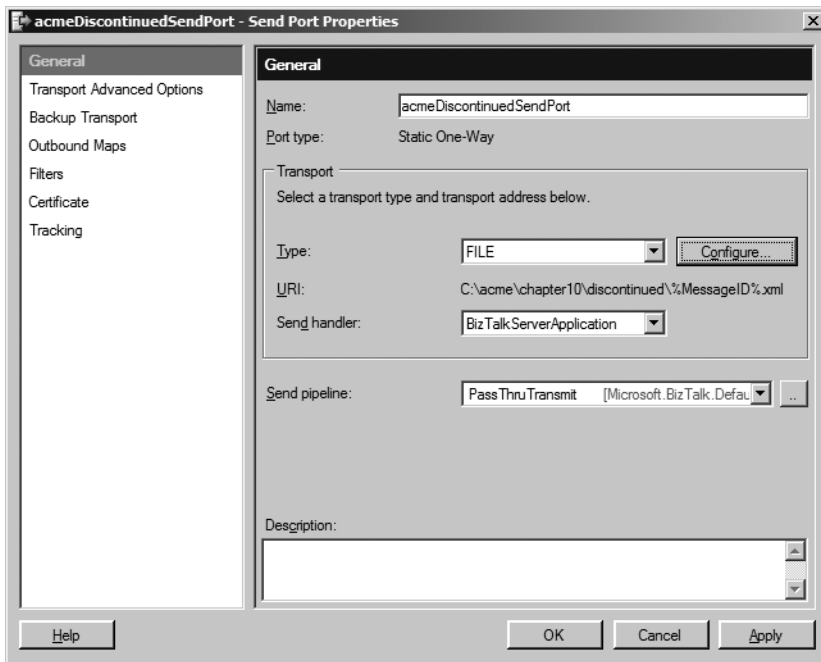 acmeDiscontinuedSendPort - Send Port Properties
General
Transport Advanced Options
Backup Transport
Outbound Maps
Filters
Certificate
Tracking
General
Name: acmeDiscontinuedSendPort
Port type: Static One-Way
Transport
Select a transport type and transport address below.
Type: FILE Configure...
URI: C:\acme\chapter10\discontinued\%MessageID%.xml
Send handler: BizTalkServerApplication
Send pipeline: PassThruTransmit [Microsoft.BizTalk.Defau ..
Description:
Help OK Cancel Apply